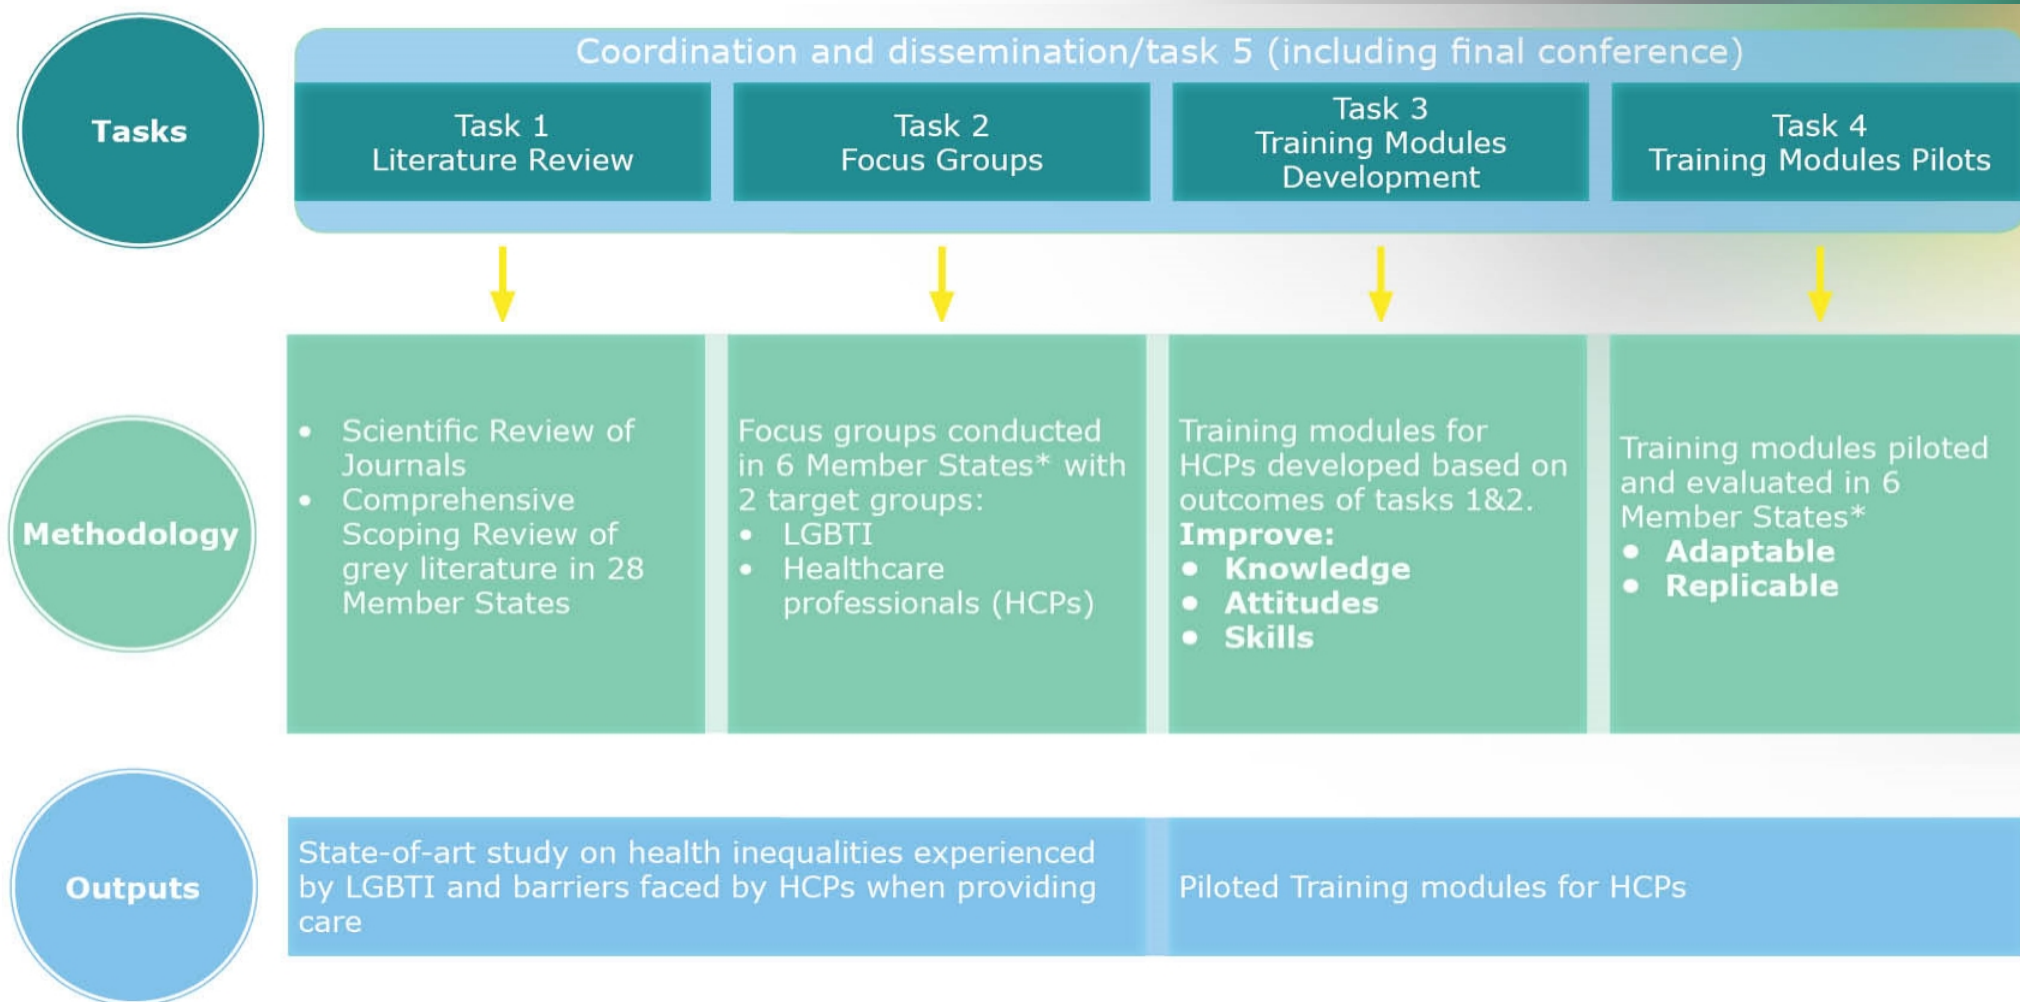 Coordination and dissemination/task 5 (including final conference)
Tasks
Task 1
Literature Review
Task 2
Focus Groups
Task 3
Training Modules
Development
Task 4
Training Modules Pilots
Methodology
• Scientific Review of
Journals
• Comprehensive
Scoping Review of
grey literature in 28
Member States
Focus groups conducted
in 6 Member States* with
2 target groups:
• LGBTI
• Healthcare
professionals (HCPs)
Training modules for
HCPs developed based on
outcomes of tasks 1&2.
Improve:
• Knowledge
• Attitudes
• Skills
Training modules piloted
and evaluated in 6
Member States*
• Adaptable
• Replicable
Outputs
State-of-art study on health inequalities experienced
by LGBTI and barriers faced by HCPs when providing
care
Piloted Training modules for HCPs